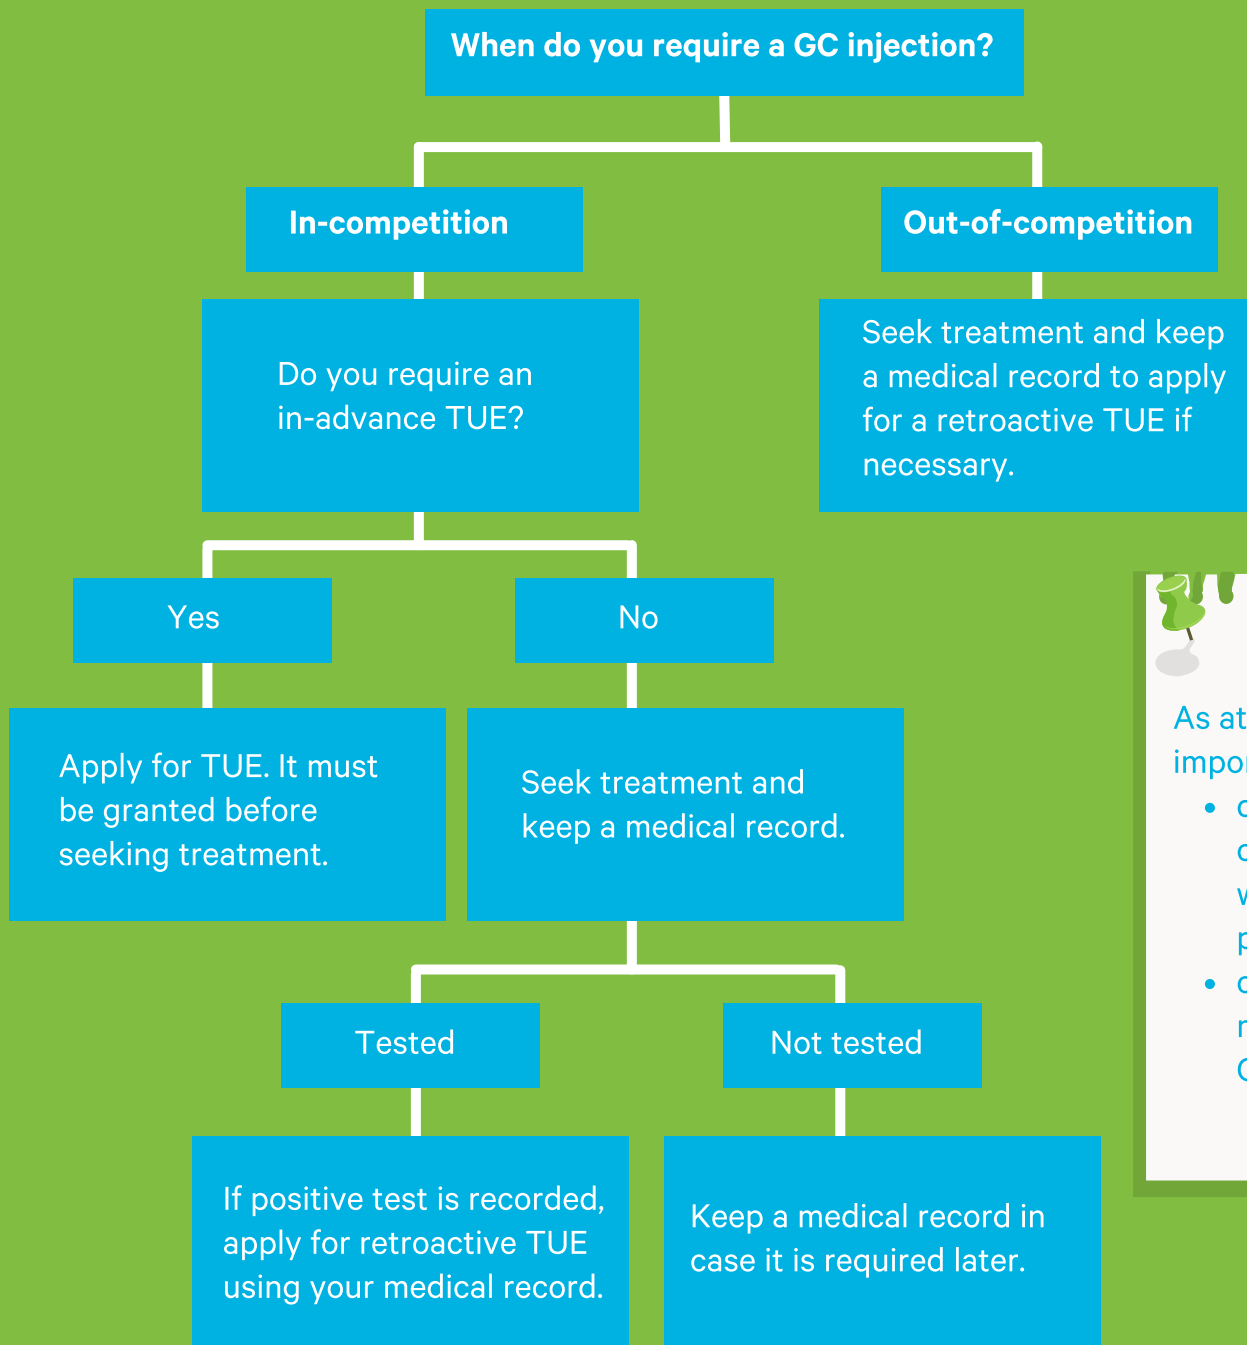 When do you require a GC injection?
In-competition
Out-of-competition
Do you require an
in-advance TUE?
Seek treatment and keep
a medical record to apply
for a retroactive TUE if
necessary.
Yes
No
Apply for TUE. It must
be granted before
seeking treatment.
Seek treatment and
keep a medical record.
Tested
Not tested
If positive test is recorded,
apply for retroactive TUE
using your medical record.
Keep a medical record in
case it is required later.
As